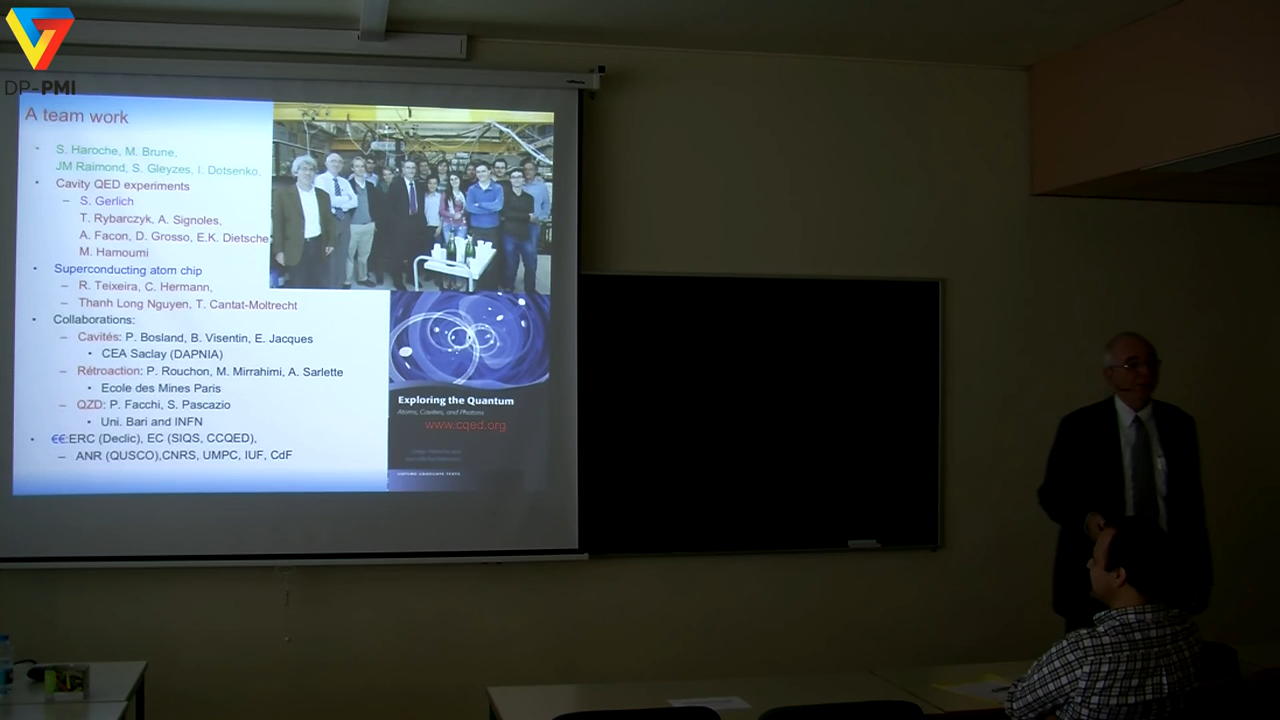 DP-PMI
A team work
• S. Haroche, M. Brune,
JM Raimond, S. Gleyzes, I. Dotsenko,
• Cavity QED experiments
– S. Gerlich
T. Rybarczyk, A. Signoles,
A. Facon, D. Grosso, E.K. Dietsche
M. Hamoumi
• Superconducting atom chip
– R. Teixeira, C. Hermann,
– Thanh Long Nguyen, T. Cantat-Moltrecht
• Collaborations:
– Cavités: P. Bosland, B. Visentin, E. Jacques
• CEA Saclay (DAPNIA)
– Rétroaction: P. Rouchon, M. Mirrahimi, A. Sarlette
• Ecole des Mines Paris
– QZD: P. Facchi, S. Pascazio
• Uni. Bari and INFN
• €€:ERC (Declic), EC (SIQS, CCQED),
– ANR (QUSCO),CNRS, UMPC, IUF, CdF
Exploring the Quantum
Atoms, Cavities, and Photons
www.cqed.org
OXFORD GRADUATE TEXTS